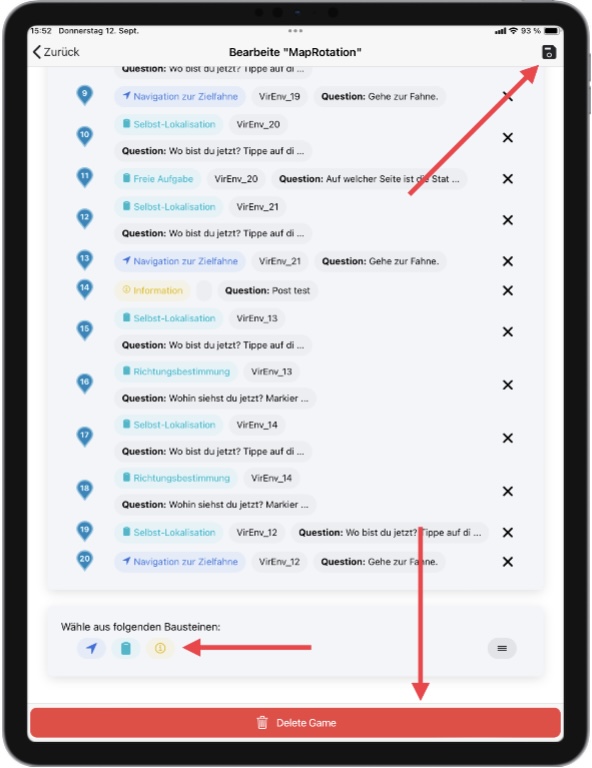 15:52 Donnerstag 12. Sept. 93 %
Zurück Bearbeite "MapRotation"
Question: Wo bist du jetzt? Tippe auf di ...
9 Navigation zur Zielfahne VirEnv_19 Question: Gehe zur Fahne.
10 Selbst-Lokalisation VirEnv_20
Question: Wo bist du jetzt? Tippe auf di ...
11 Freie Aufgabe VirEnv_20 Question: Auf welcher Seite ist die Stat ...
12 Selbst-Lokalisation VirEnv_21
Question: Wo bist du jetzt? Tippe auf di ...
13 Navigation zur Zielfahne VirEnv_21 Question: Gehe zur Fahne.
14 Information Question: Post test
15 Selbst-Lokalisation VirEnv_13
Question: Wo bist du jetzt? Tippe auf di ...
16 Richtungsbestimmung VirEnv_13
Question: Wohin siehst du jetzt? Markier ...
17 Selbst-Lokalisation VirEnv_14
Question: Wo bist du jetzt? Tippe auf di ...
18 Richtungsbestimmung VirEnv_14
Question: Wohin siehst du jetzt? Markier ...
19 Selbst-Lokalisation VirEnv_12 Question: Wo bist du jetzt? Tippe auf di ...
20 Navigation zur Zielfahne VirEnv_12 Question: Gehe zur Fahne.
Wähle aus folgenden Bausteinen:
Delete Game